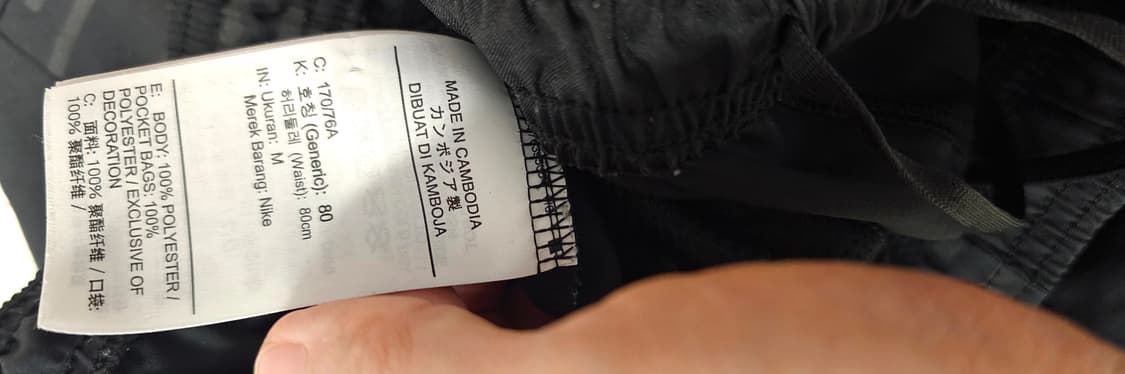 MADE IN CAMBODIA
カンボジア製
DIBUAT DI KAMBOJA
C: 170/76A
K: 호칭 (Generic): 80
허리둘레 (Waist): 80cm
IN: Ukuran: M
Merek Barang: Nike
E: BODY: 100% POLYESTER /
POCKET BAGS: 100%
POLYESTER / EXCLUSIVE OF
DECORATION
C: 面料: 100% 聚酯纤维 / 口袋:
100% 聚酯纤维 /